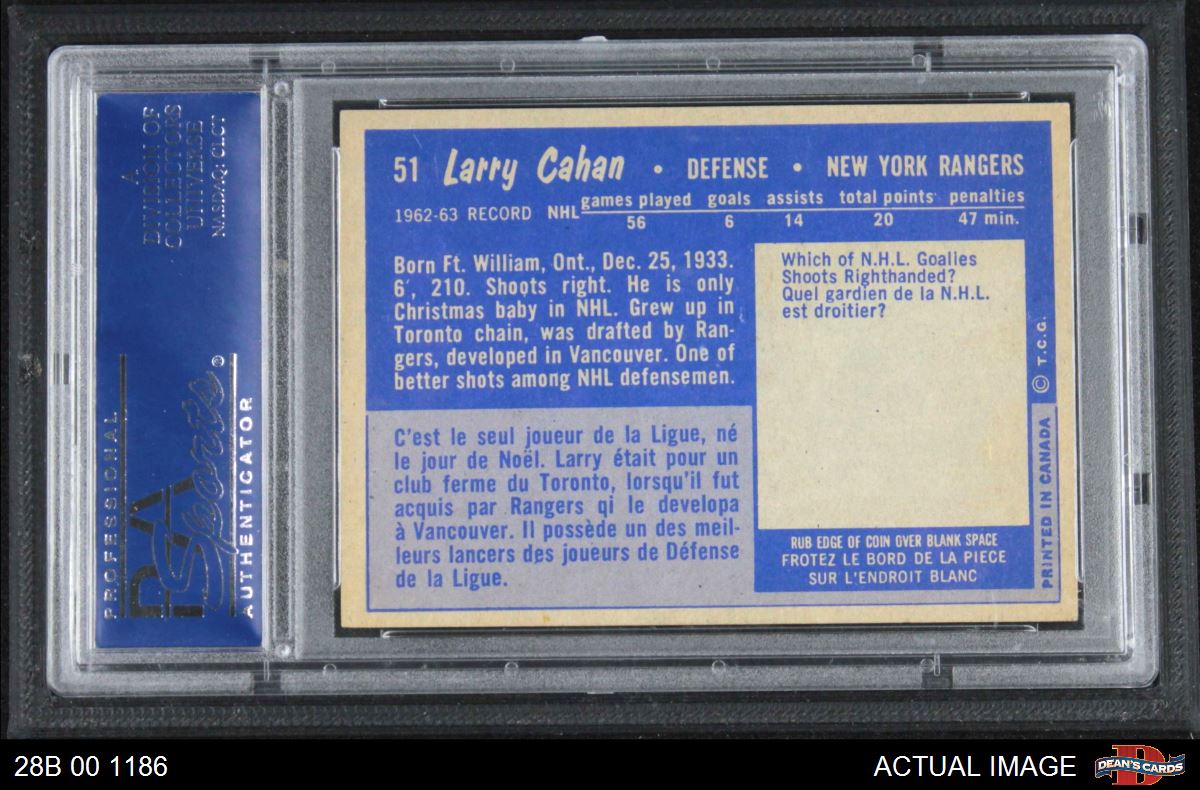 A
DIVISION OF
COLLECTORS
UNIVERSE
NASDAQ: CLCT
PROFESSIONAL
PSA
Sports®
AUTHENTICATOR
51 Larry Cahan • DEFENSE • NEW YORK RANGERS
games played goals assists total points penalties
1962-63 RECORD NHL 56 6 14 20 47 min.
Born Ft. William, Ont., Dec. 25, 1933.
6', 210. Shoots right. He is only
Christmas baby in NHL. Grew up in
Toronto chain, was drafted by Ran-
gers, developed in Vancouver. One of
better shots among NHL defensemen.
C'est le seul joueur de la Ligue, né
le jour de Noël. Larry était pour un
club ferme du Toronto, lorsqu'il fut
acquis par Rangers qi le developa
à Vancouver. Il possède un des meil-
leurs lancers des joueurs de Défense
de la Ligue.
Which of N.H.L. Goalies
Shoots Righthanded?
Quel gardien de la N.H.L.
est droitier?
RUB EDGE OF COIN OVER BLANK SPACE
FROTEZ LE BORD DE LA PIECE
SUR L'ENDROIT BLANC
© T.C.G.
PRINTED IN CANADA
28B 00 1186
ACTUAL IMAGE
DEAN'S CARDS